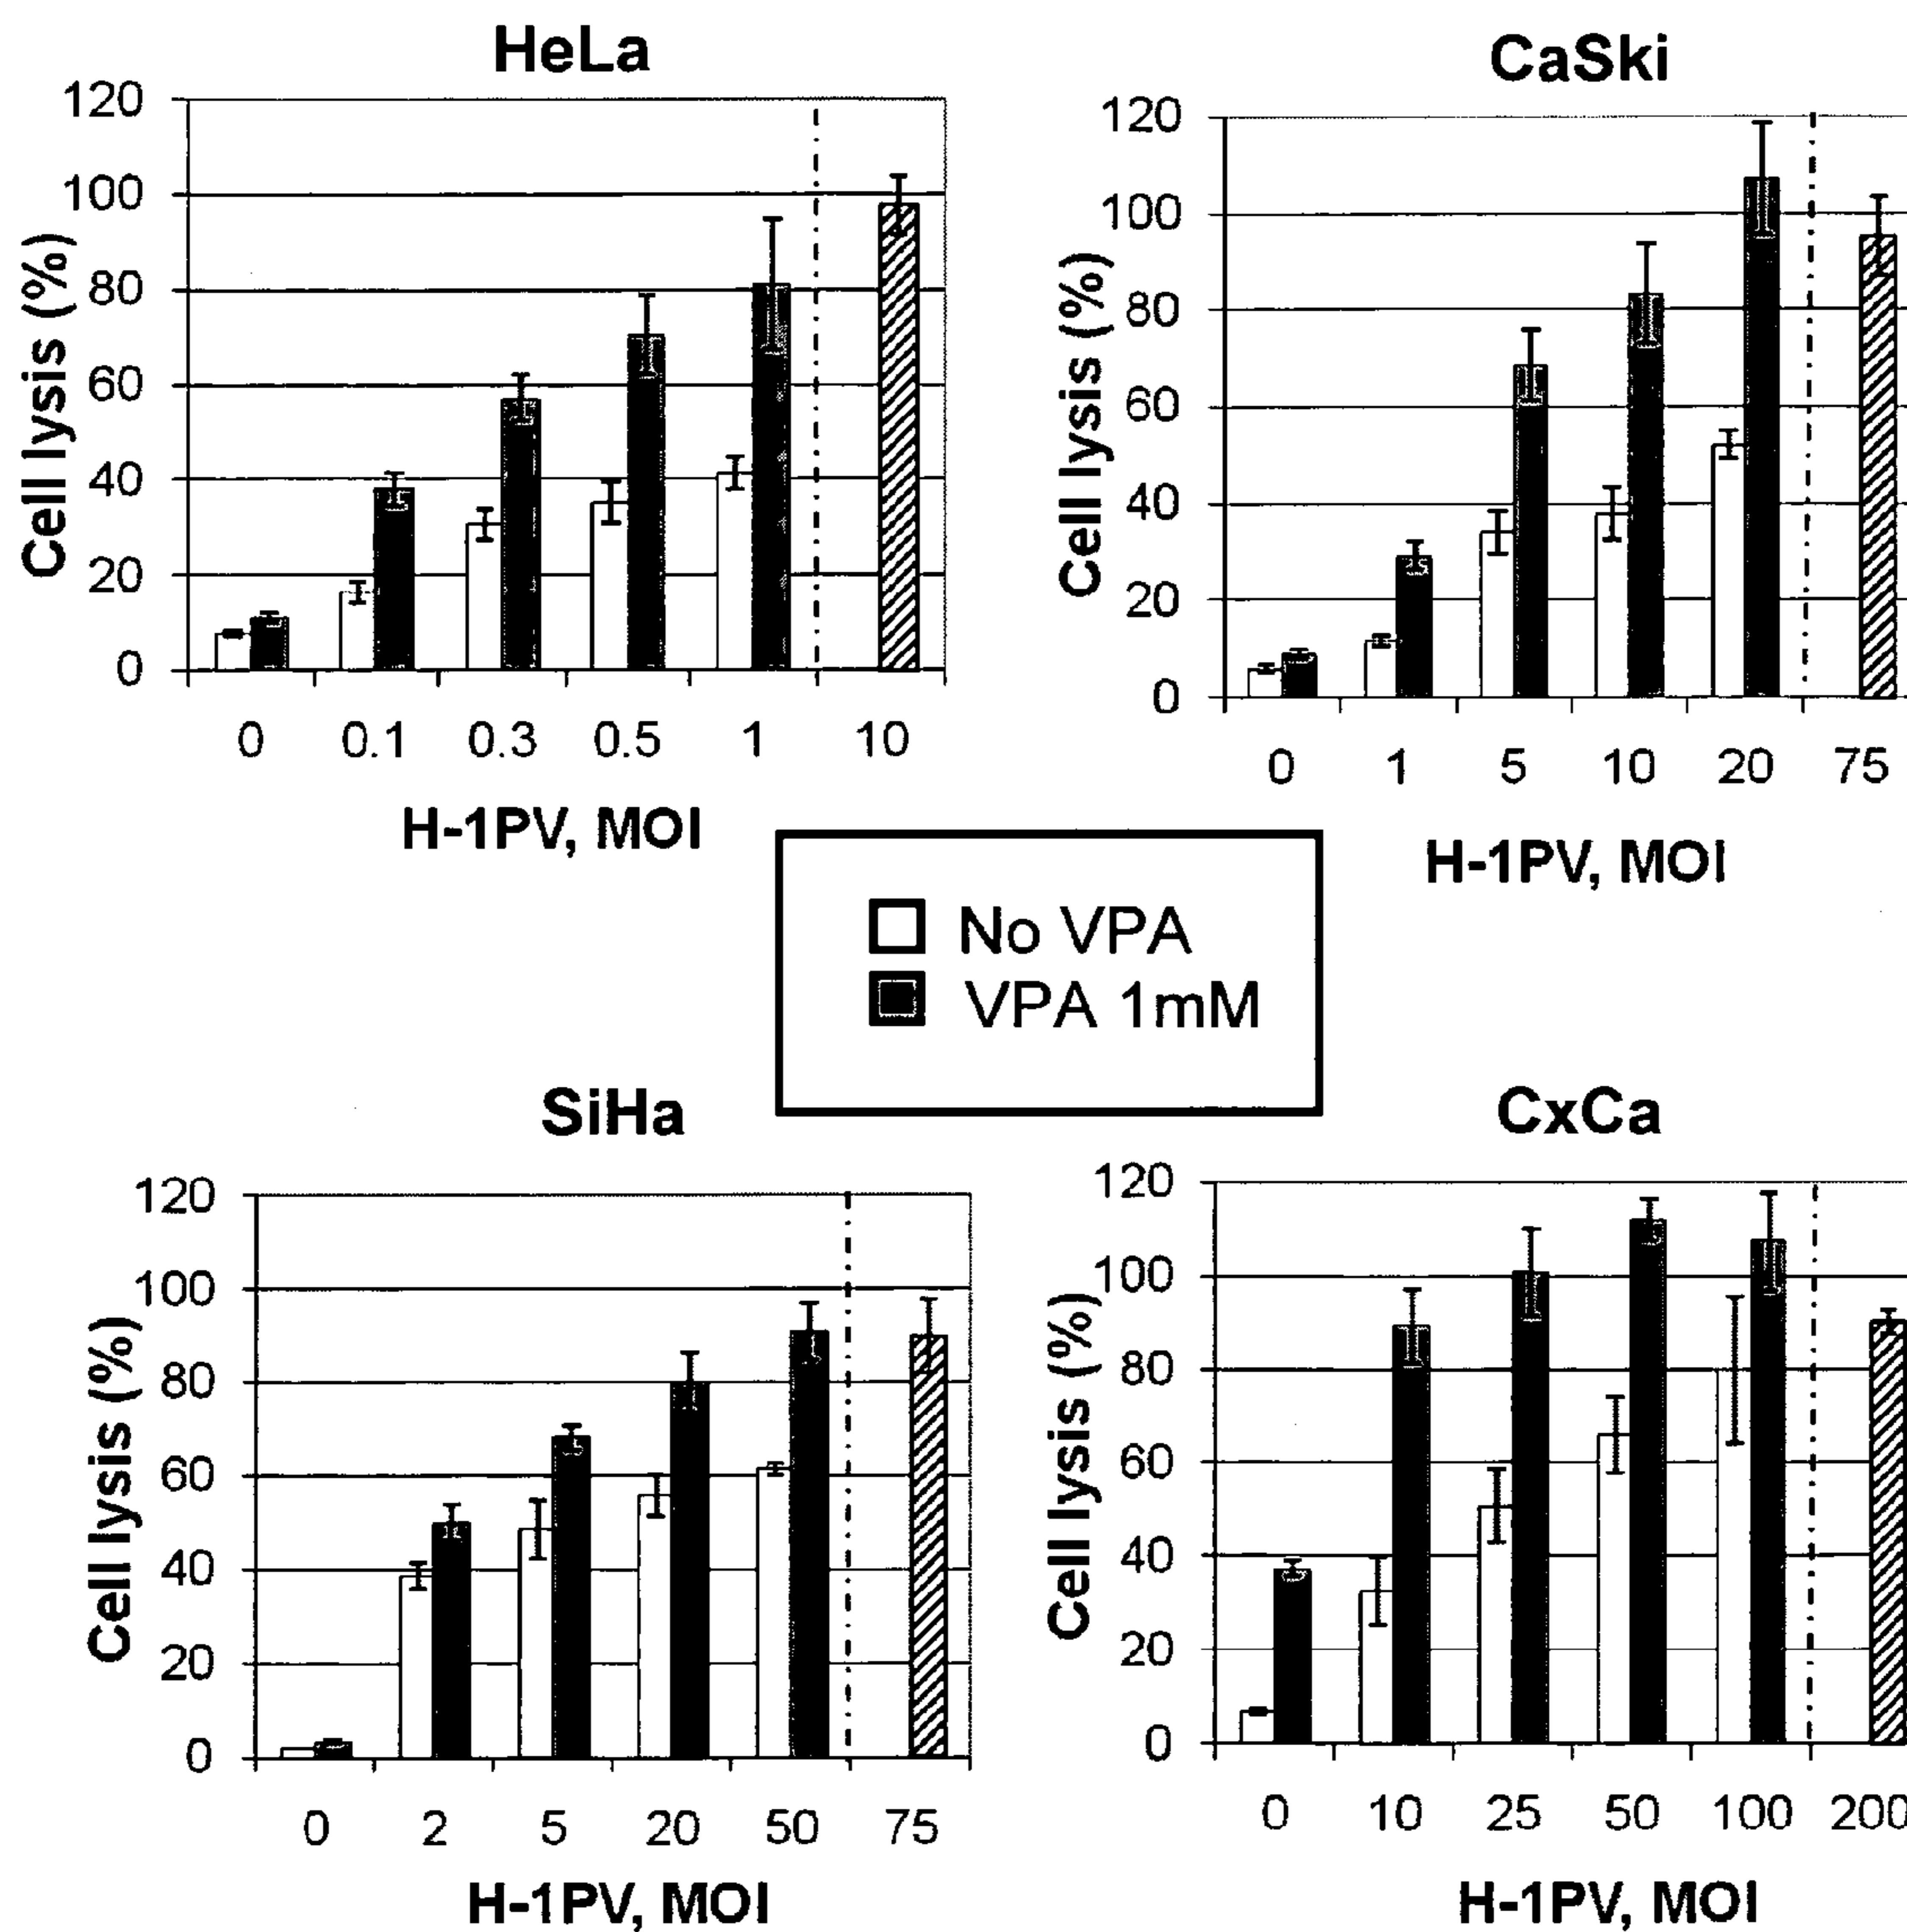 HeLa
120
100
80
60
40
20
0
Cell lysis (%)
0 0.1 0.3 0.5 1 10
H-1PV, MOI
CaSki
120
100
80
60
40
20
0
Cell lysis (%)
0 1 5 10 20 75
H-1PV, MOI
No VPA
VPA 1mM
SiHa
120
100
80
60
40
20
0
Cell lysis (%)
0 2 5 20 50 75
H-1PV, MOI
CxCa
120
100
80
60
40
20
0
Cell lysis (%)
0 10 25 50 100 200
H-1PV, MOI